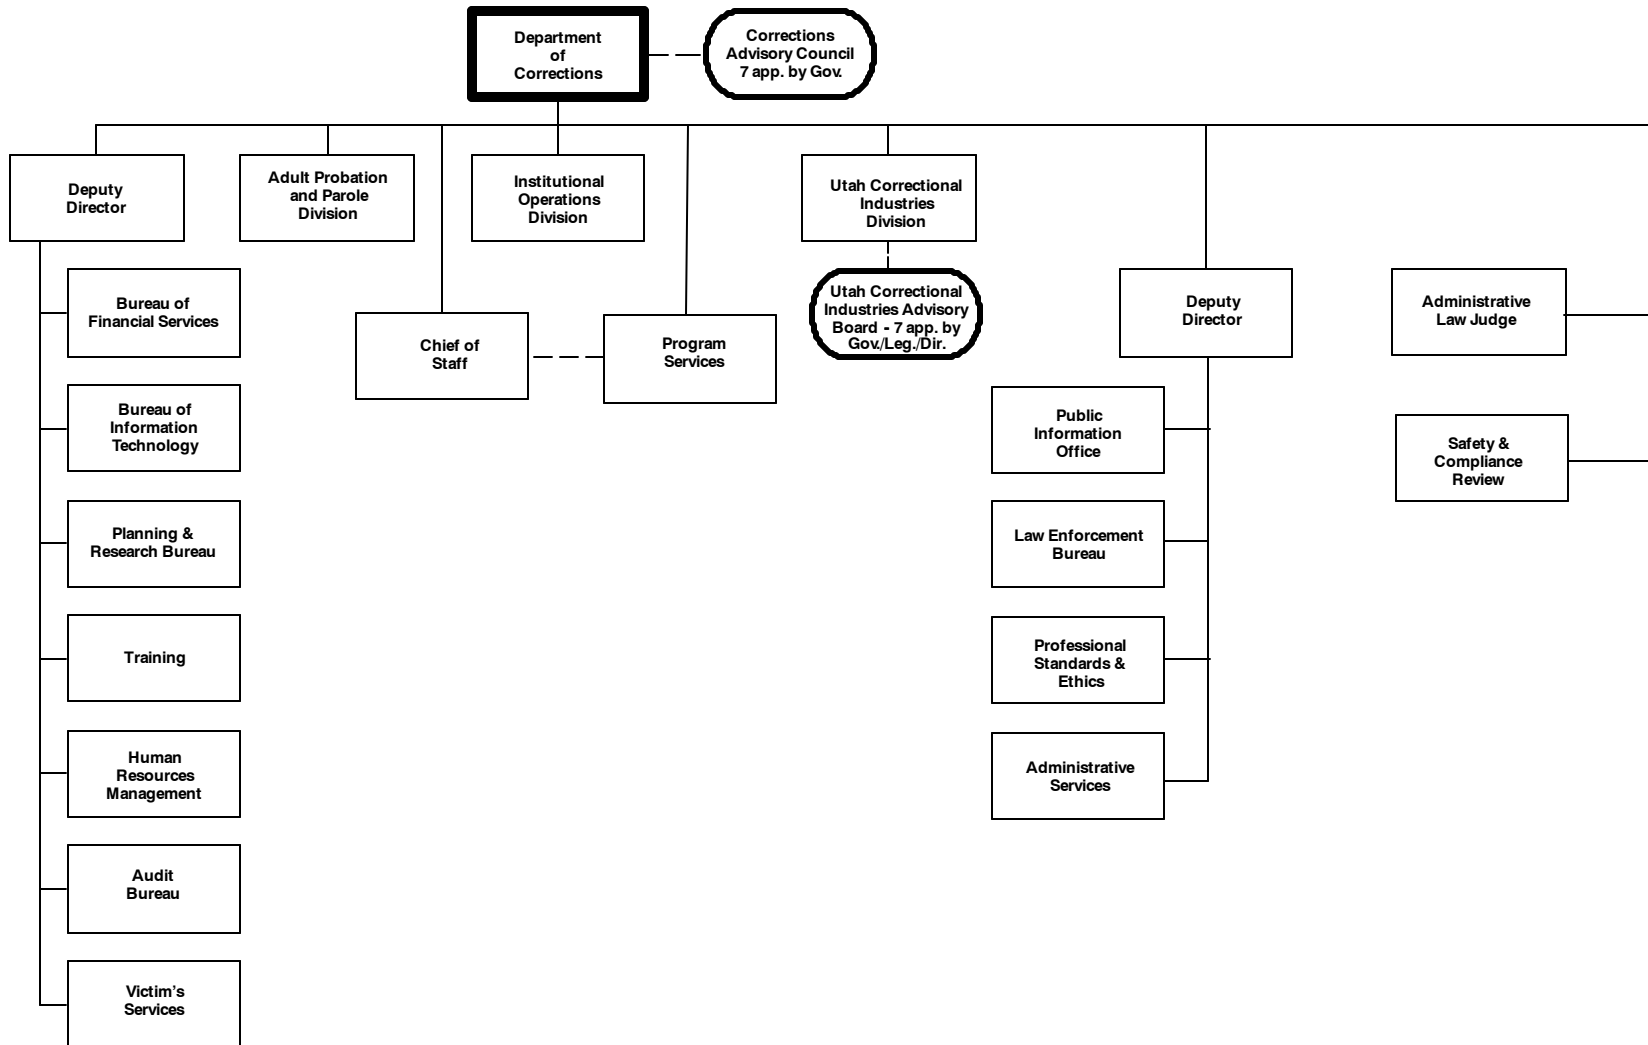 Department
of
Corrections
Corrections
Advisory Council
7 app. by Gov.
Deputy
Director
Adult Probation
and Parole
Division
Institutional
Operations
Division
Utah Correctional
Industries
Division
Bureau of
Financial Services
Bureau of
Information
Technology
Planning &
Research Bureau
Training
Human
Resources
Management
Audit
Bureau
Victim's
Services
Chief of
Staff
Program
Services
Utah Correctional
Industries Advisory
Board - 7 app. by
Gov./Leg./Dir.
Deputy
Director
Public
Information
Office
Law Enforcement
Bureau
Professional
Standards &
Ethics
Administrative
Services
Administrative
Law Judge
Safety &
Compliance
Review